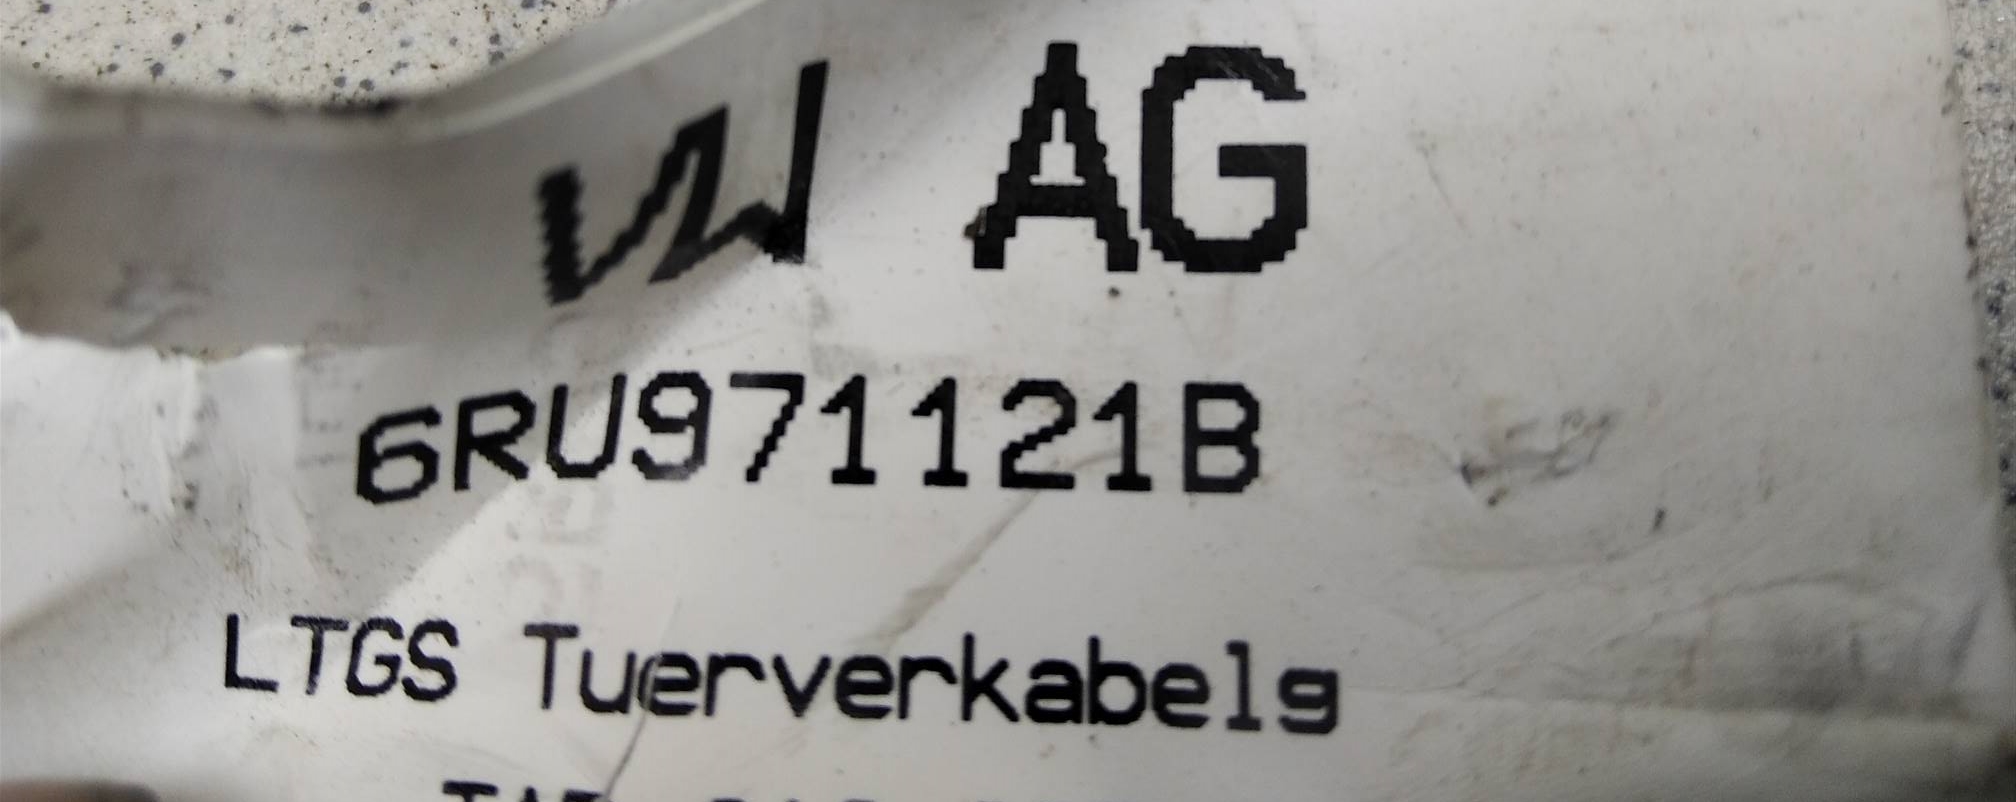 VW AG
6RU971121B
LTGS Tuerverkabelg